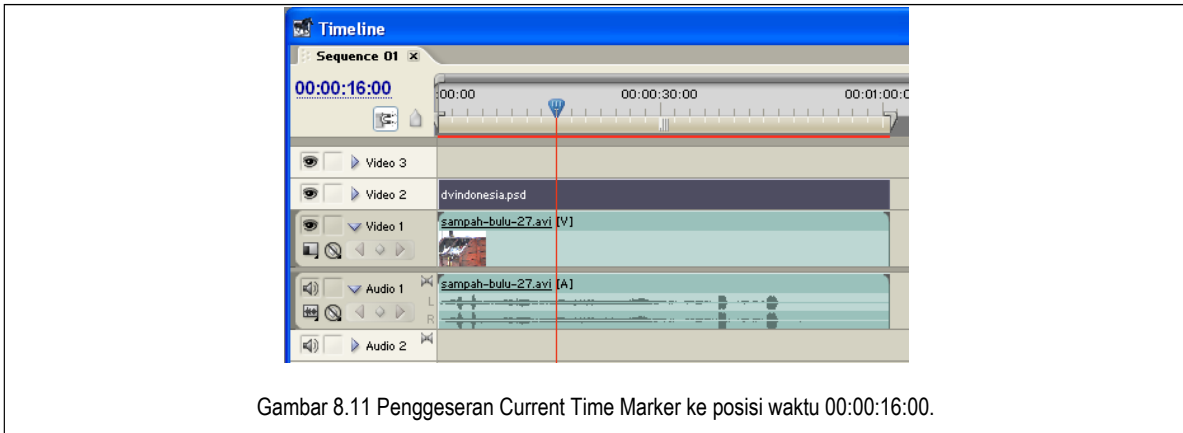 Timeline
Sequence 01
00:00:16:00
:00:00 00:00:30:00 00:01:00:0
Video 3
Video 2 dvindonesia.psd
Video 1 sampah-bulu-27.avi [V]
Audio 1 sampah-bulu-27.avi [A]
L
R
Audio 2
Gambar 8.11 Penggeseran Current Time Marker ke posisi waktu 00:00:16:00.